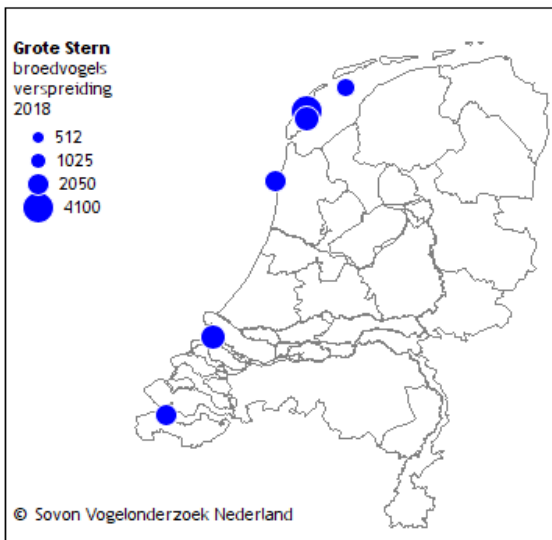 Grote Stern
broedvogels
verspreiding
2018
512
1025
2050
4100
© Sovon Vogelonderzoek Nederland